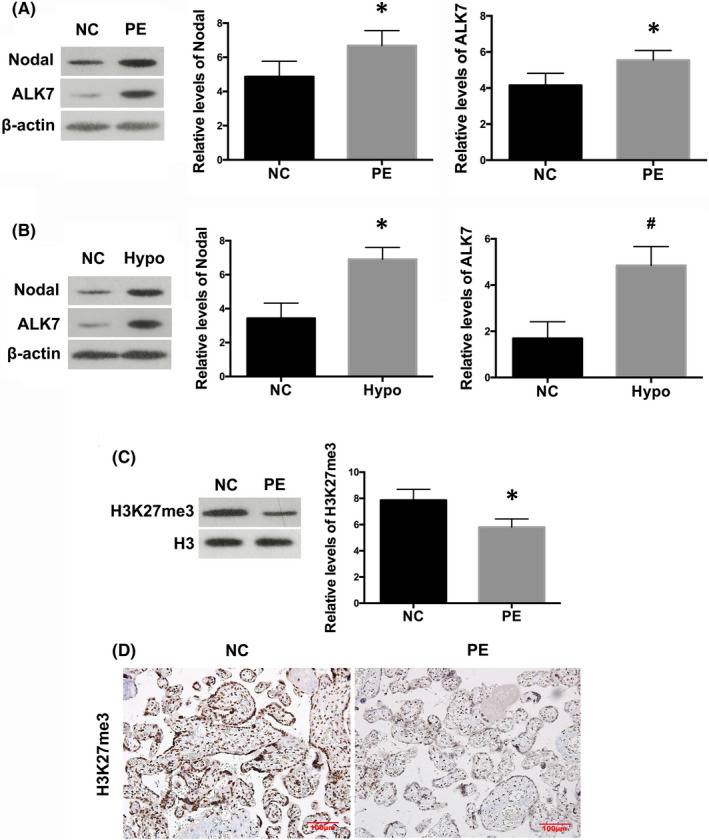 (A)
NC PE
Nodal
ALK7
β-actin
Relative levels of Nodal
8
6
4
2
0
*
NC PE
Relative levels of ALK7
8
6
4
2
0
*
NC PE
(B)
NC Hypo
Nodal
ALK7
β-actin
Relative levels of Nodal
8
6
4
2
0
*
NC Hypo
Relative levels of ALK7
6
4
2
0
#
NC Hypo
(C)
NC PE
H3K27me3
H3
Relative levels of H3K27me3
10
8
6
4
2
0
*
NC PE
(D)
NC PE
H3K27me3
100μm
100μm